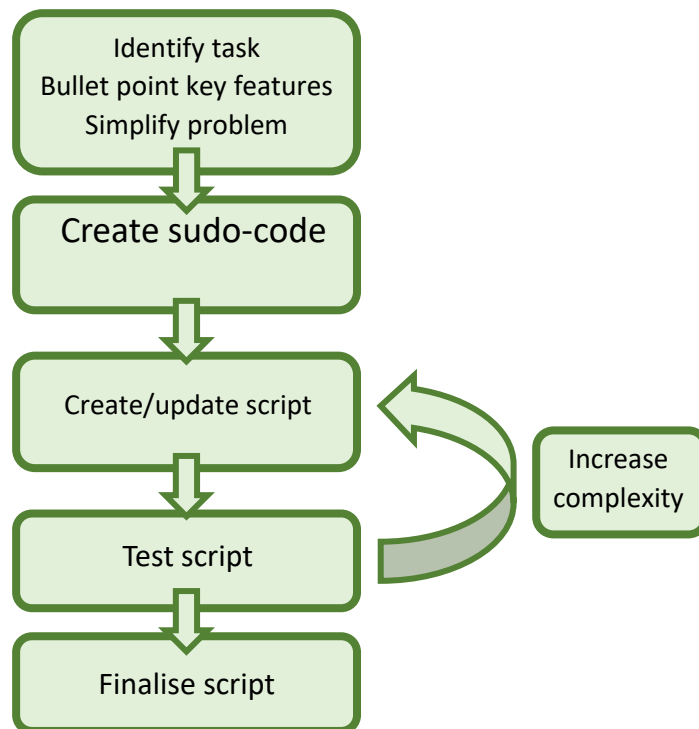 Identify task
Bullet point key features
Simplify problem
Create sudo-code
Create/update script
Increase
complexity
Test script
Finalise script